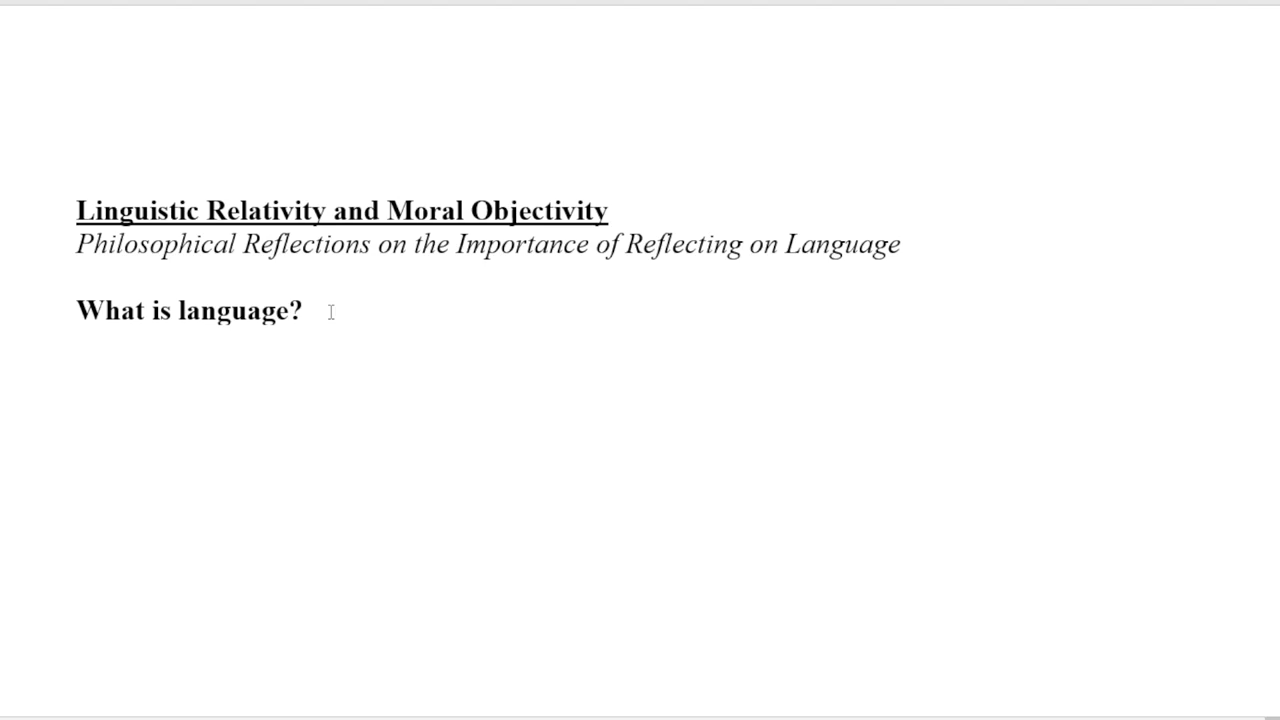 Linguistic Relativity and Moral Objectivity
Philosophical Reflections on the Importance of Reflecting on Language
What is language?